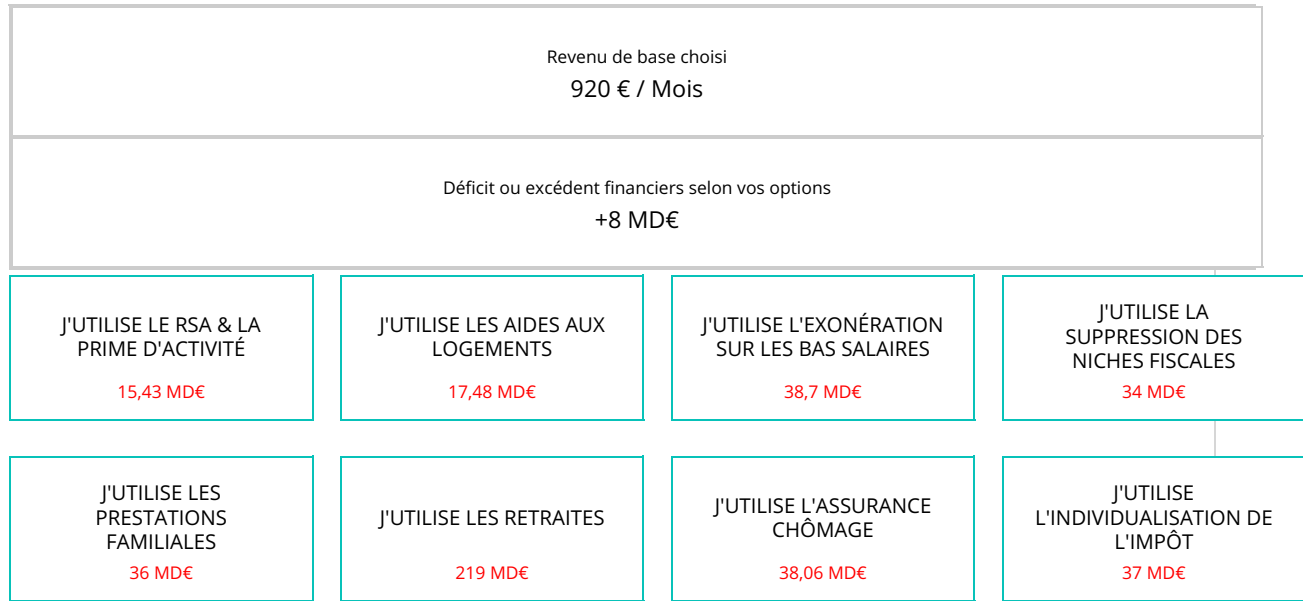 Revenu de base choisi
920 € / Mois
Déficit ou excédent financiers selon vos options
+8 MD€
J'UTILISE LE RSA & LA
PRIME D'ACTIVITÉ
15,43 MD€
J'UTILISE LES AIDES AUX
LOGEMENTS
17,48 MD€
J'UTILISE L'EXONÉRATION
SUR LES BAS SALAIRES
38,7 MD€
J'UTILISE LA
SUPPRESSION DES
NICHES FISCALES
34 MD€
J'UTILISE LES
PRESTATIONS
FAMILIALES
36 MD€
J'UTILISE LES RETRAITES
219 MD€
J'UTILISE L'ASSURANCE
CHÔMAGE
38,06 MD€
J'UTILISE
L'INDIVIDUALISATION DE
L'IMPÔT
37 MD€